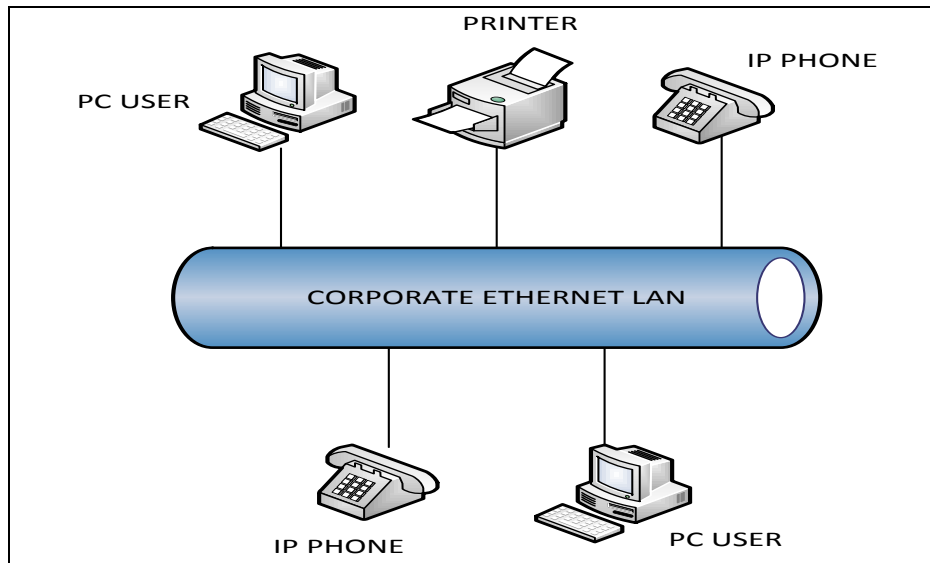 PRINTER
IP PHONE
PC USER
CORPORATE ETHERNET LAN
IP PHONE
PC USER